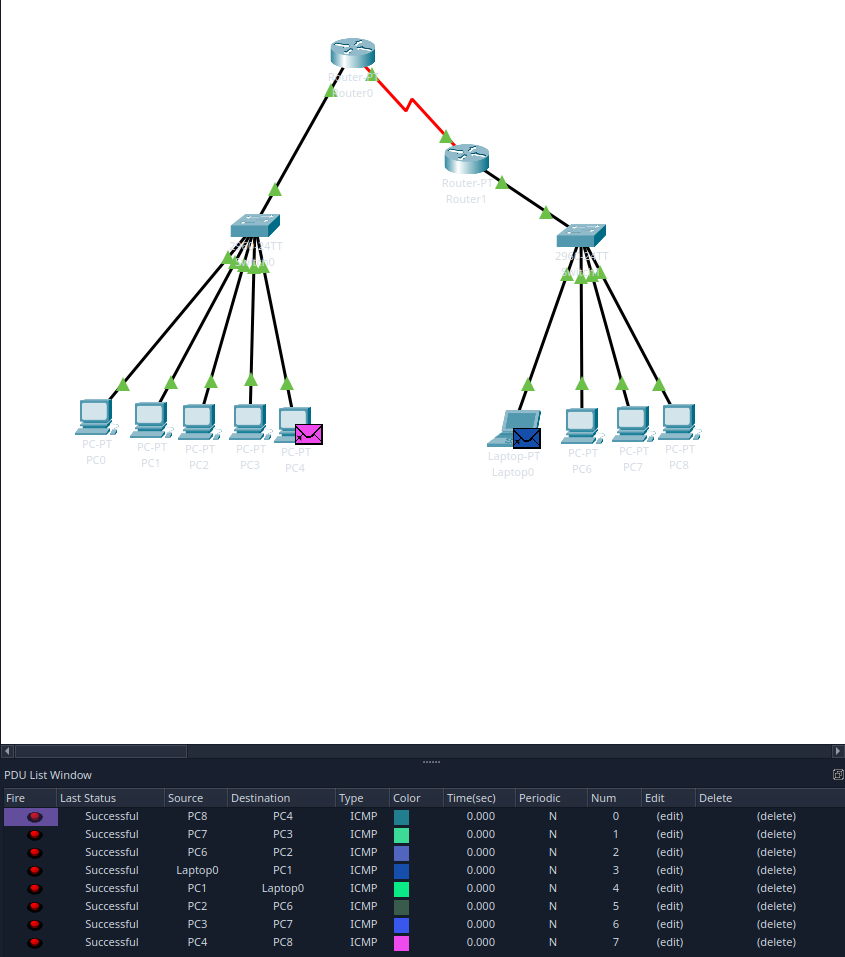 Router-PT
Router0
Router-PT
Router1
PC-PT
PC0
PC-PT
PC1
PC-PT
PC2
PC-PT
PC3
PC-PT
PC4
Laptop-PT
Laptop0
PC-PT
PC6
PC-PT
PC7
PC-PT
PC8
PDU List Window
Fire Last Status Source Destination Type Color Time(sec) Periodic Num Edit Delete
Successful PC8 PC4 ICMP 0.000 N 0 (edit) (delete)
Successful PC7 PC3 ICMP 0.000 N 1 (edit) (delete)
Successful PC6 PC2 ICMP 0.000 N 2 (edit) (delete)
Successful Laptop0 PC1 ICMP 0.000 N 3 (edit) (delete)
Successful PC1 Laptop0 ICMP 0.000 N 4 (edit) (delete)
Successful PC2 PC6 ICMP 0.000 N 5 (edit) (delete)
Successful PC3 PC7 ICMP 0.000 N 6 (edit) (delete)
Successful PC4 PC8 ICMP 0.000 N 7 (edit) (delete)